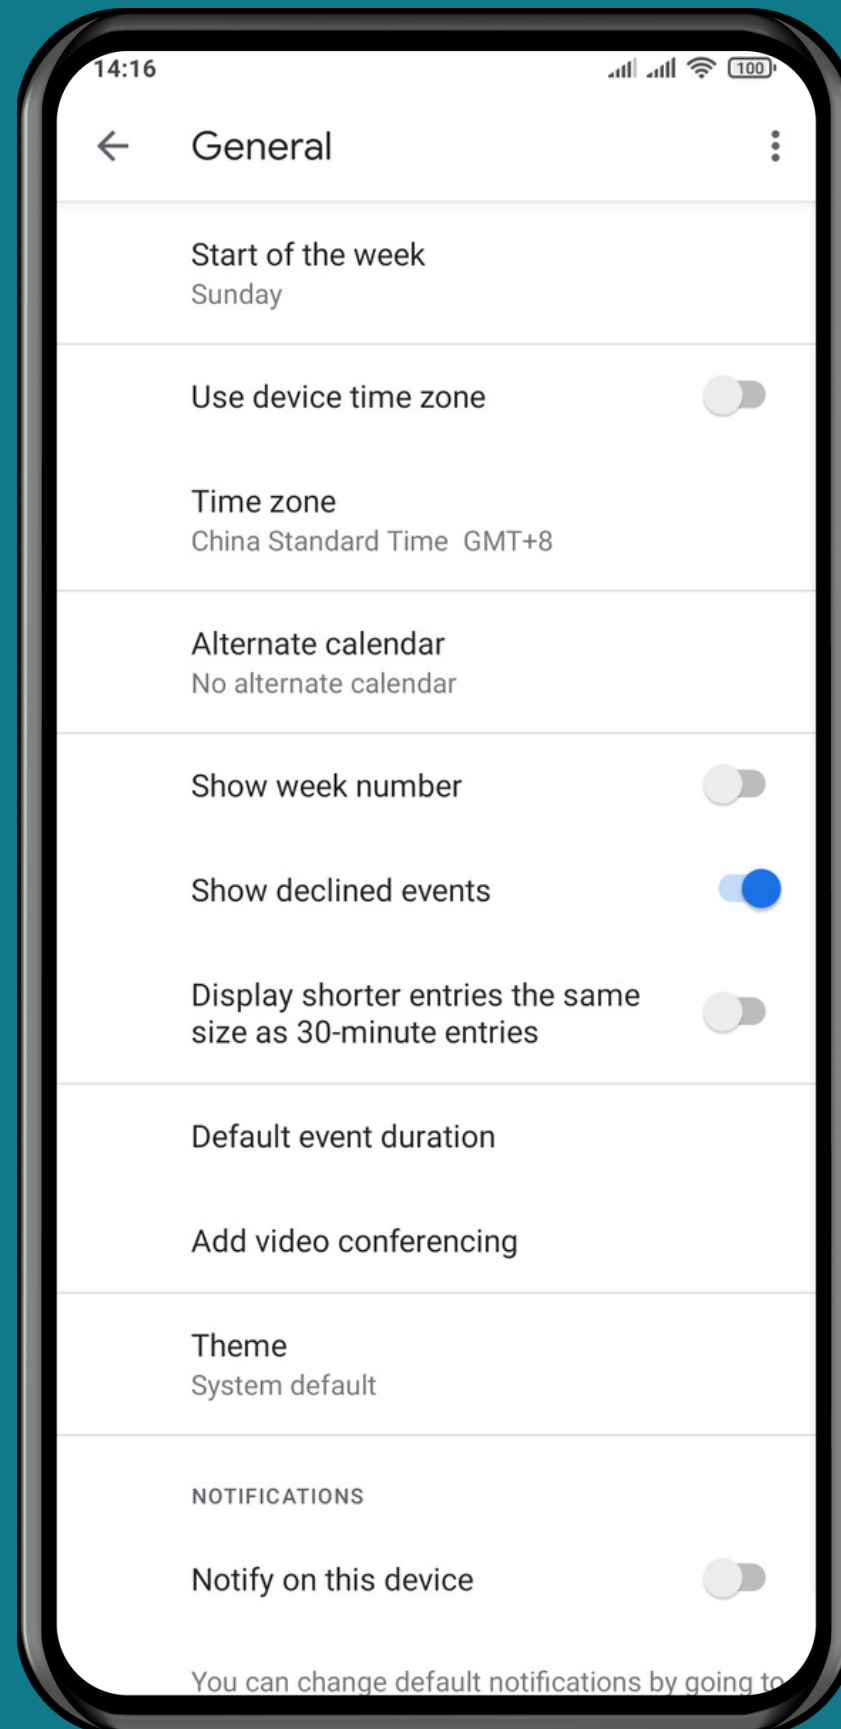 14:16
100
General
Start of the week
Sunday
Use device time zone
Time zone
China Standard Time GMT+8
Alternate calendar
No alternate calendar
Show week number
Show declined events
Display shorter entries the same
size as 30-minute entries
Default event duration
Add video conferencing
Theme
System default
NOTIFICATIONS
Notify on this device
You can change default notifications by going to